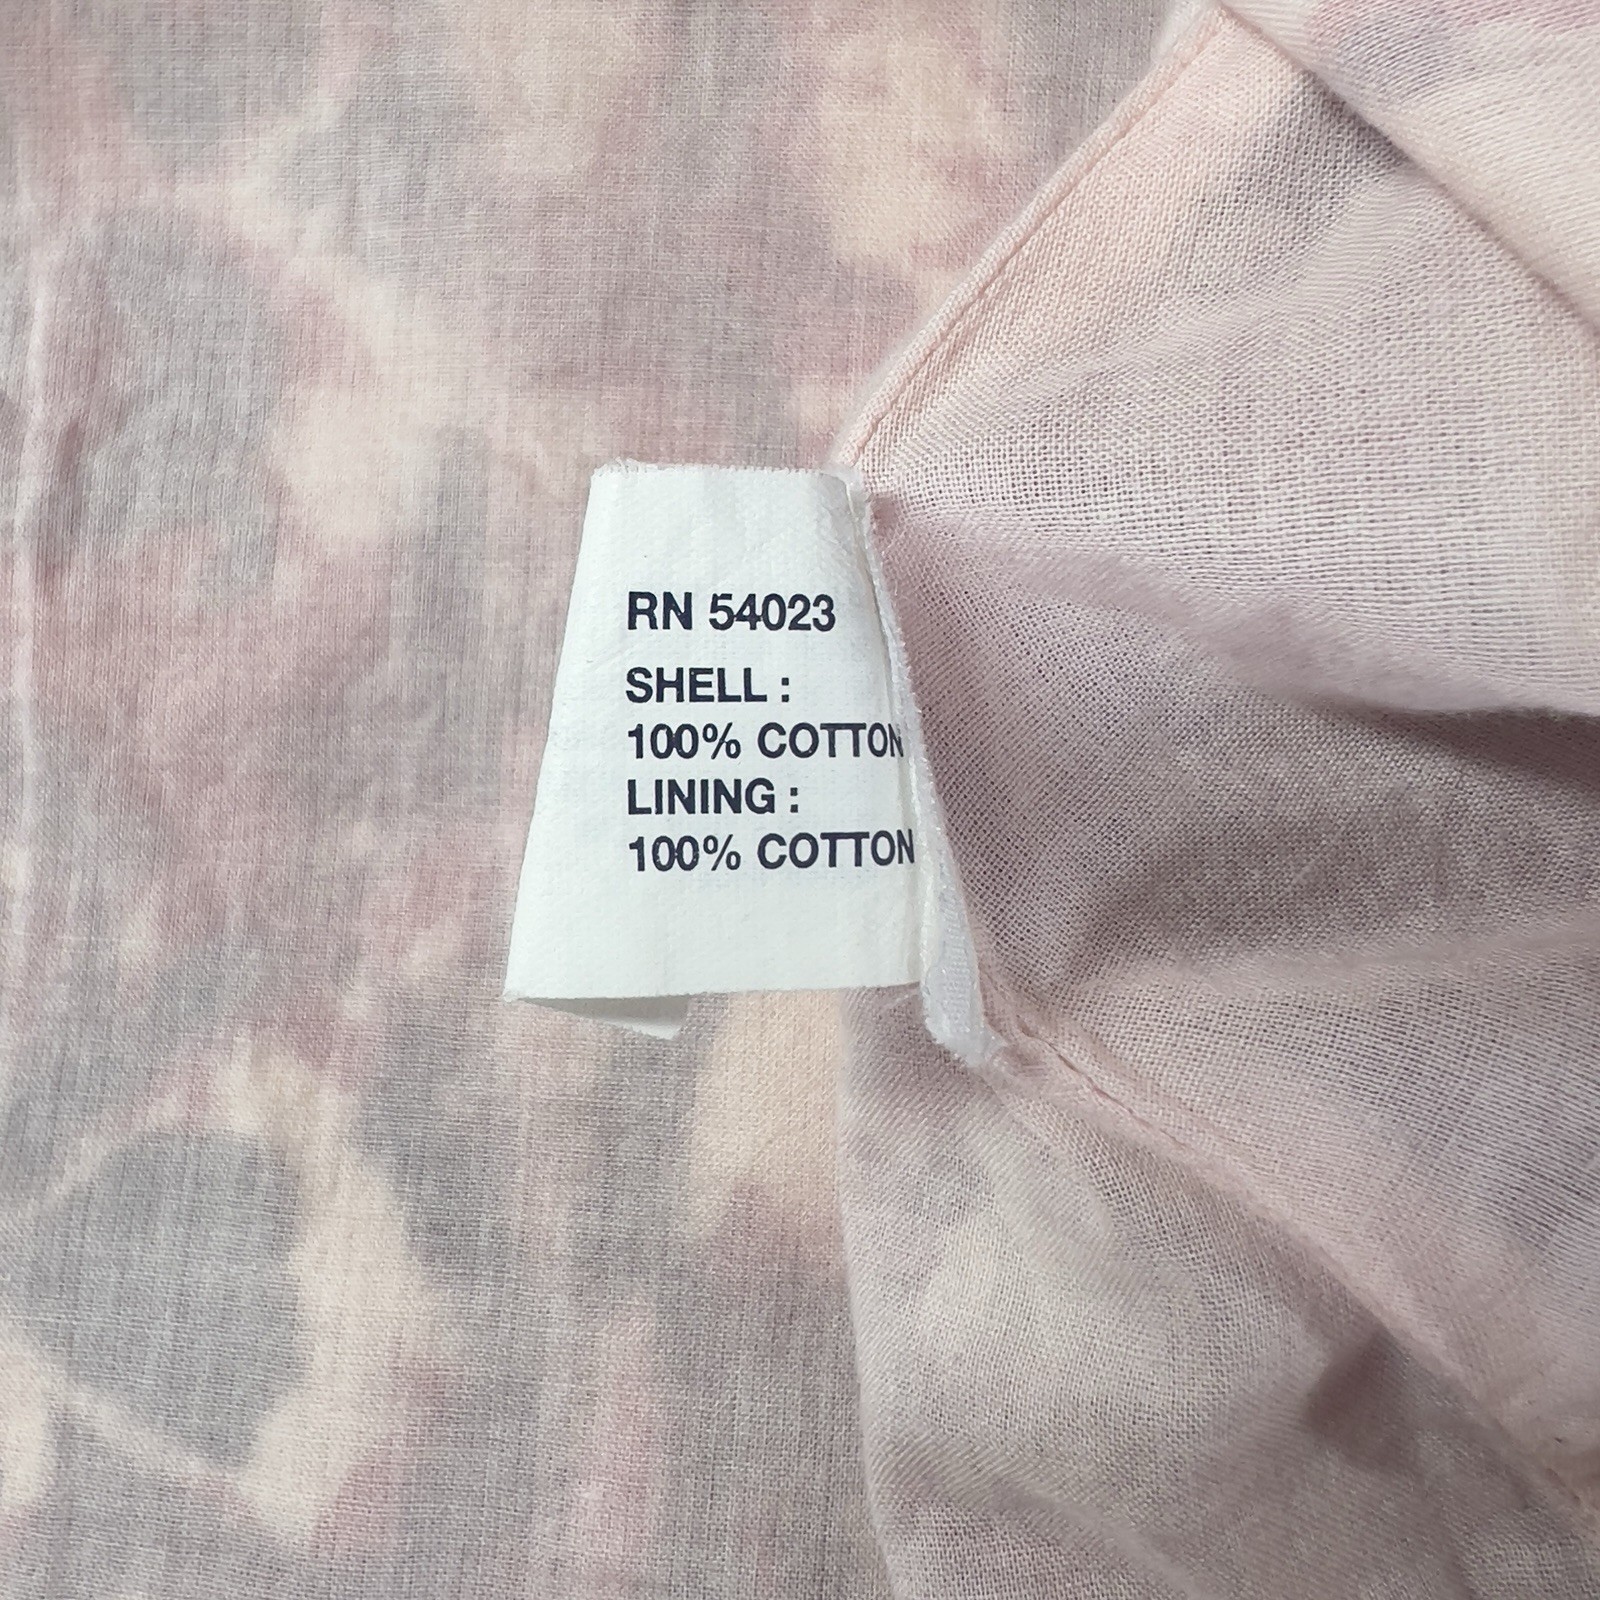 RN 54023
SHELL :
100% COTTON
LINING :
100% COTTON